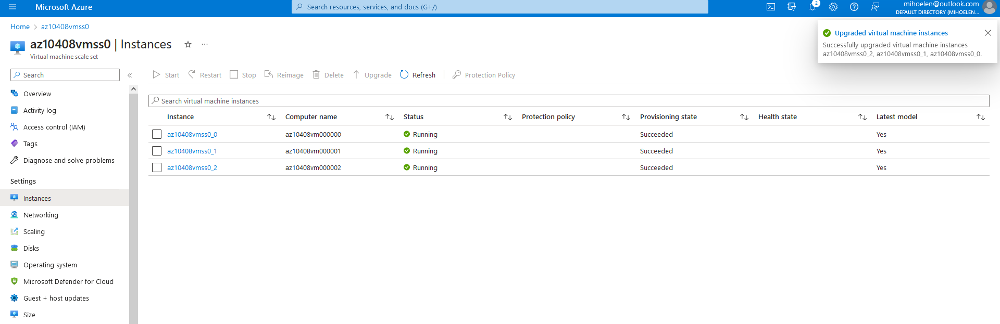 Microsoft Azure
Search resources, services, and docs (G+/)
2
mihoelen@outlook.com
DEFAULT DIRECTORY (MIHOELEN...
Home > az10408vmss0
az10408vmss0 | Instances
Virtual machine scale set
Upgraded virtual machine instances
Successfully upgraded virtual machine instances
az10408vmss0_2, az10408vmss0_1, az10408vmss0_0.
Search
Overview
Activity log
Access control (IAM)
Tags
Diagnose and solve problems
Settings
Instances
Networking
Scaling
Disks
Operating system
Microsoft Defender for Cloud
Guest + host updates
Size
Start Restart Stop Reimage Delete Upgrade Refresh Protection Policy
Search virtual machine instances
Instance Computer name Status Protection policy Provisioning state Health state Latest model
az10408vmss0_0 az10408vm000000 Running Succeeded Yes
az10408vmss0_1 az10408vm000001 Running Succeeded Yes
az10408vmss0_2 az10408vm000002 Running Succeeded Yes